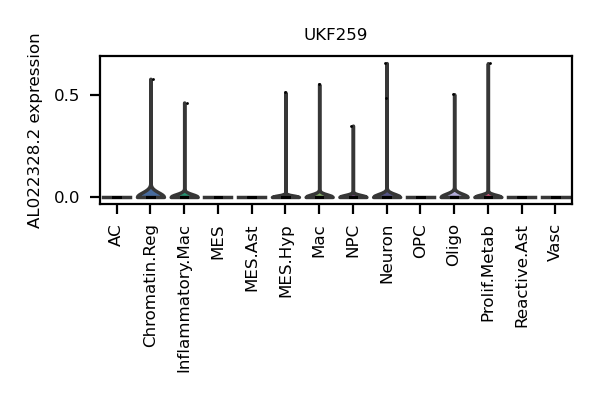 UKF259
AL022328.2 expression
0.5
0.0
AC
Chromatin.Reg
Inflammatory.Mac
MES
MES.Ast
MES.Hyp
Mac
NPC
Neuron
OPC
Oligo
Prolif.Metab
Reactive.Ast
Vasc